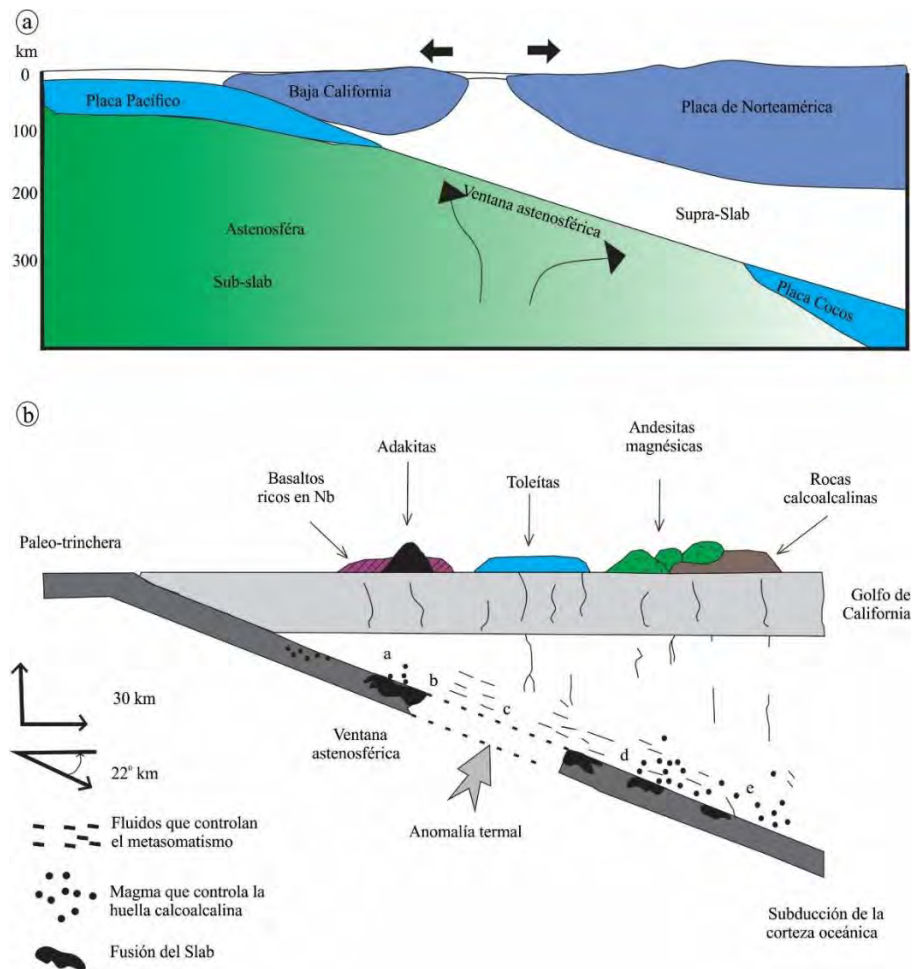 a
km
0
100
200
300
Placa Pacífico
Baja California
Placa de Norteamérica
Ventana astenosférica
Supra-Slab
Astenosféra
Sub-slab
Placa Cocos
b
Paleo-trinchera
Basaltos
ricos en Nb
Adakitas
Toleítas
Andesitas
magnésicas
Rocas
calcoalcalinas
Golfo de
California
a
b
c
d
e
30 km
22º km
Ventana
astenosférica
Anomalía termal
Fluidos que controlan
el metasomatismo
Magma que controla la
huella calcoalcalina
Fusión del Slab
Subducción de la
corteza oceánica